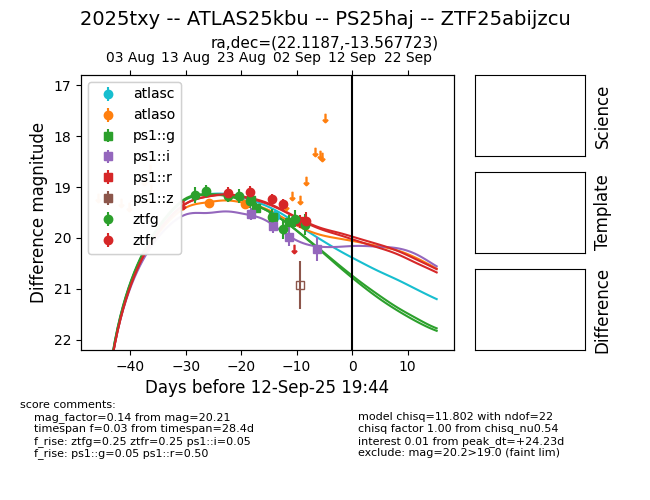 2025txy -- ATLAS25kbu -- PS25haj -- ZTF25abijzcu
ra,dec=(22.1187,-13.567723)
03 Aug 13 Aug 23 Aug 02 Sep 12 Sep 22 Sep
17
18
19
20
21
22
Difference magnitude
atlasc
atlaso
ps1::g
ps1::i
ps1::r
ps1::z
ztfg
ztfr
−40 −30 −20 −10 0 10
Days before 12-Sep-25 19:44
Science
Template
Difference
score comments:
mag_factor=0.14 from mag=20.21
timespan f=0.03 from timespan=28.4d
f_rise: ztfg=0.25 ztfr=0.25 ps1::i=0.05
f_rise: ps1::g=0.05 ps1::r=0.50
model chisq=11.802 with ndof=22
chisq factor 1.00 from chisq_nu0.54
interest 0.01 from peak_dt=+24.23d
exclude: mag=20.2>19.0 (faint lim)